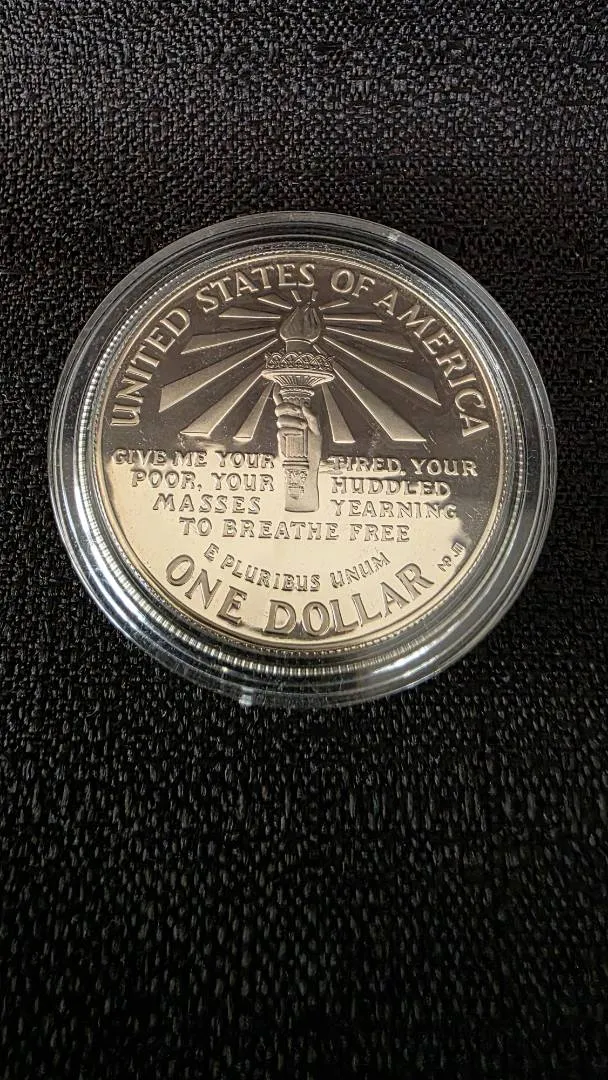 UNITED STATES OF AMERICA
GIVE ME YOUR TIRED, YOUR
POOR, YOUR HUDDLED
MASSES YEARNING
TO BREATHE FREE
E PLURIBUS UNUM
ONE DOLLAR